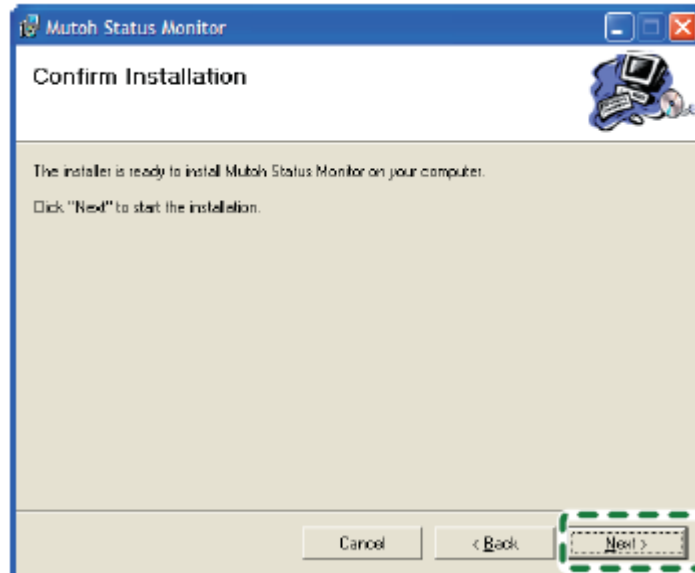 Mutoh Status Monitor
Confirm Installation
The installer is ready to install Mutoh Status Monitor on your computer.
Click "Next" to start the installation.
Cancel
< Back
Next >